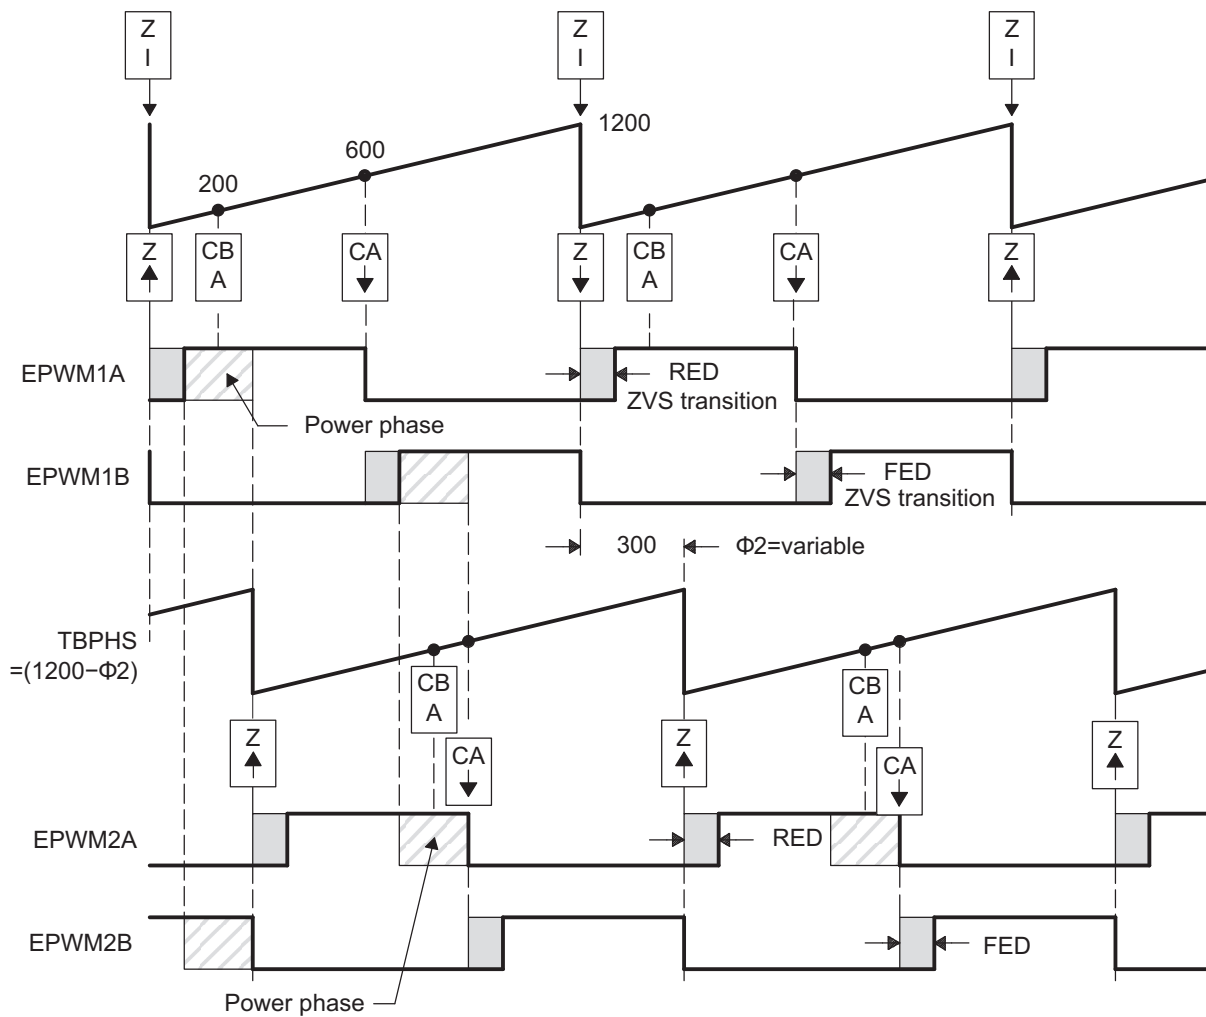 Z
I
Z
I
Z
I
1200
600
200
Z
CB
A
CA
Z
CB
A
CA
Z
EPWM1A
RED
ZVS transition
Power phase
EPWM1B
FED
ZVS transition
300
Φ2=variable
TBPHS
=(1200−Φ2)
CB
A
CB
A
Z
CA
Z
CA
Z
EPWM2A
RED
EPWM2B
FED
Power phase